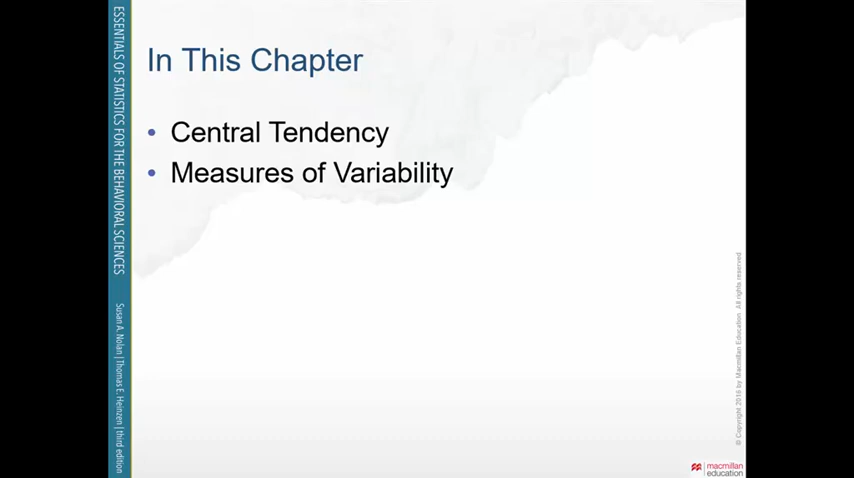 In This Chapter
• Central Tendency
• Measures of Variability
ESSENTIALS OF STATISTICS FOR THE BEHAVIORAL SCIENCES
Susan A. Nolan | Thomas E. Heinzen | third edition
© Copyright 2016 by Macmillan Education All rights reserved
macmillan
education